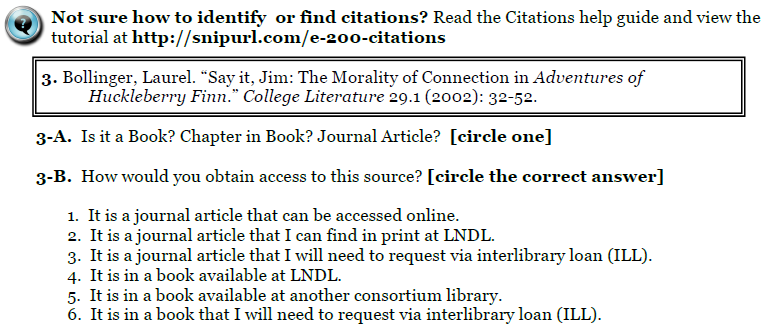 Not sure how to identify or find citations? Read the Citations help guide and view the
tutorial at http://snipurl.com/e-200-citations
3. Bollinger, Laurel. “Say it, Jim: The Morality of Connection in Adventures of
Huckleberry Finn.” College Literature 29.1 (2002): 32-52.
3-A. Is it a Book? Chapter in Book? Journal Article? [circle one]
3-B. How would you obtain access to this source? [circle the correct answer]
1. It is a journal article that can be accessed online.
2. It is a journal article that I can find in print at LNDL.
3. It is a journal article that I will need to request via interlibrary loan (ILL).
4. It is in a book available at LNDL.
5. It is in a book available at another consortium library.
6. It is in a book that I will need to request via interlibrary loan (ILL).